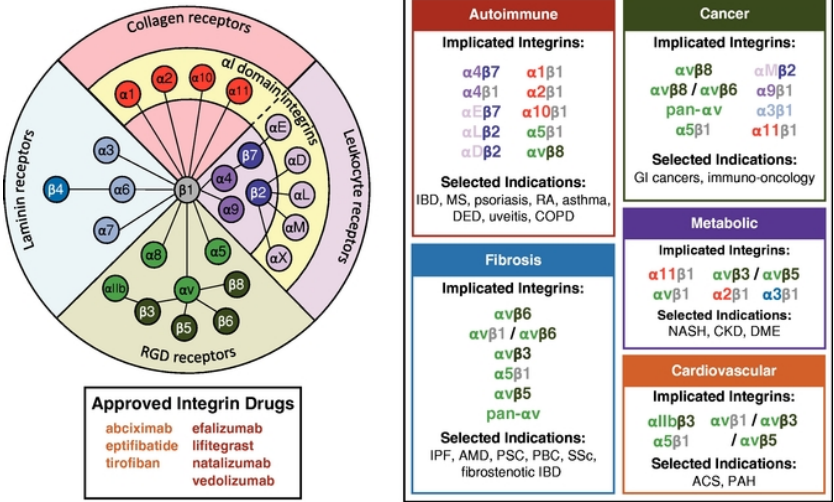 Collagen receptors
αI domain integrins
Leukocyte receptors
Laminin receptors
RGD receptors
α1
α2
α10
α11
αE
β7
αD
α4
β2
αL
α9
αM
αX
α3
β4
α6
β1
α7
α8
α5
αIIb
αv
β8
β3
β5
β6
Approved Integrin Drugs
abciximab efalizumab
eptifibatide lifitegrast
tirofiban natalizumab
vedolizumab
Autoimmune
Implicated Integrins:
α4β7 α1β1
α4β1 α2β1
αEβ7 α10β1
αLβ2 α5β1
αDβ2 αvβ8
Selected Indications:
IBD, MS, psoriasis, RA, asthma,
DED, uveitis, COPD
Fibrosis
Implicated Integrins:
αvβ6
αvβ1 / αvβ6
αvβ3
α5β1
αvβ5
pan-αv
Selected Indications:
IPF, AMD, PSC, PBC, SSc,
fibrostenotic IBD
Cancer
Implicated Integrins:
αvβ8 αMβ2
αvβ8 / αvβ6 α9β1
pan-αv α3β1
α5β1 α11β1
Selected Indications:
GI cancers, immuno-oncology
Metabolic
Implicated Integrins:
α11β1 αvβ3 / αvβ5
αvβ1 α2β1 α3β1
Selected Indications:
NASH, CKD, DME
Cardiovascular
Implicated Integrins:
αIIbβ3 αvβ1 / αvβ3
α5β1 / αvβ5
Selected Indications:
ACS, PAH